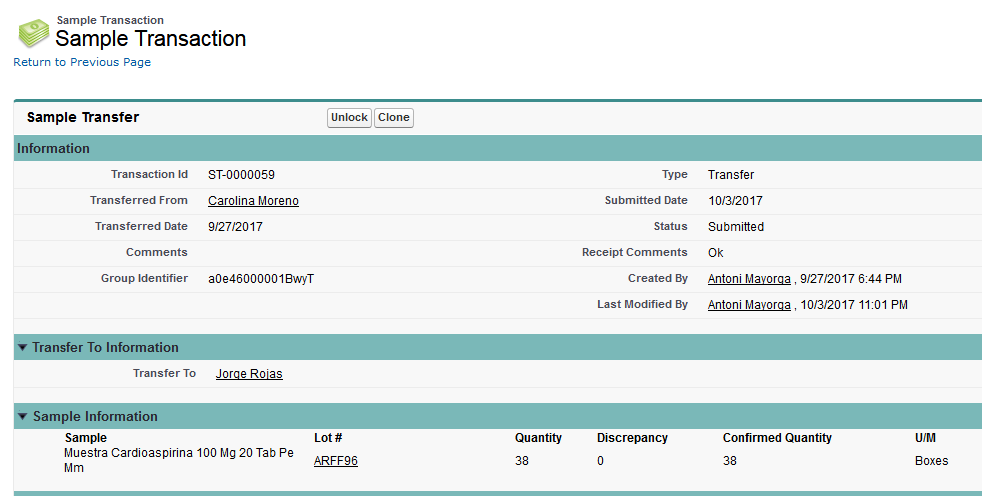 Sample Transaction
Sample Transaction
Return to Previous Page
Sample Transfer Unlock Clone
Information
Transaction Id ST-0000059 Type Transfer
Transferred From Carolina Moreno Submitted Date 10/3/2017
Transferred Date 9/27/2017 Status Submitted
Comments Receipt Comments Ok
Group Identifier a0e46000001BwyT Created By Antoni Mayorga , 9/27/2017 6:44 PM
Last Modified By Antoni Mayorga , 10/3/2017 11:01 PM
Transfer To Information
Transfer To Jorge Rojas
Sample Information
Sample Lot # Quantity Discrepancy Confirmed Quantity U/M
Muestra Cardioaspirina 100 Mg 20 Tab Pe
Mm ARFF96 38 0 38 Boxes